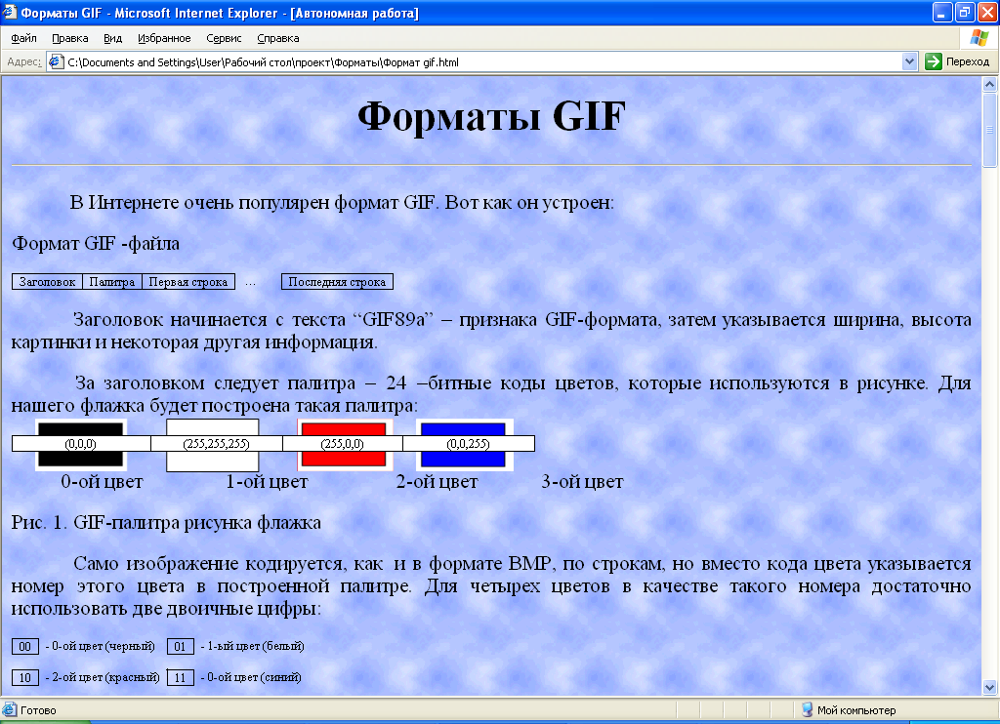 Форматы GIF - Microsoft Internet Explorer - [Автономная работа]
Файл Правка Вид Избранное Сервис Справка
Адрес: C:\Documents and Settings\User\Рабочий стол\проект\Форматы\Формат gif.html Переход
Форматы GIF
В Интернете очень популярен формат GIF. Вот как он устроен:
Формат GIF -файла
Заголовок Палитра Первая строка ... Последняя строка
Заголовок начинается с текста “GIF89a” – признака GIF-формата, затем указывается ширина, высота
картинки и некоторая другая информация.
За заголовком следует палитра – 24 –битные коды цветов, которые используются в рисунке. Для
нашего флажка будет построена такая палитра:
(0,0,0) (255,255,255) (255,0,0) (0,0,255)
0-ой цвет 1-ой цвет 2-ой цвет 3-ой цвет
Рис. 1. GIF-палитра рисунка флажка
Само изображение кодируется, как и в формате BMP, по строкам, но вместо кода цвета указывается
номер этого цвета в построенной палитре. Для четырех цветов в качестве такого номера достаточно
использовать две двоичные цифры:
00 - 0-ой цвет (черный) 01 - 1-ый цвет (белый)
10 - 2-ой цвет (красный) 11 - 0-ой цвет (синий)
Готово Мой компьютер